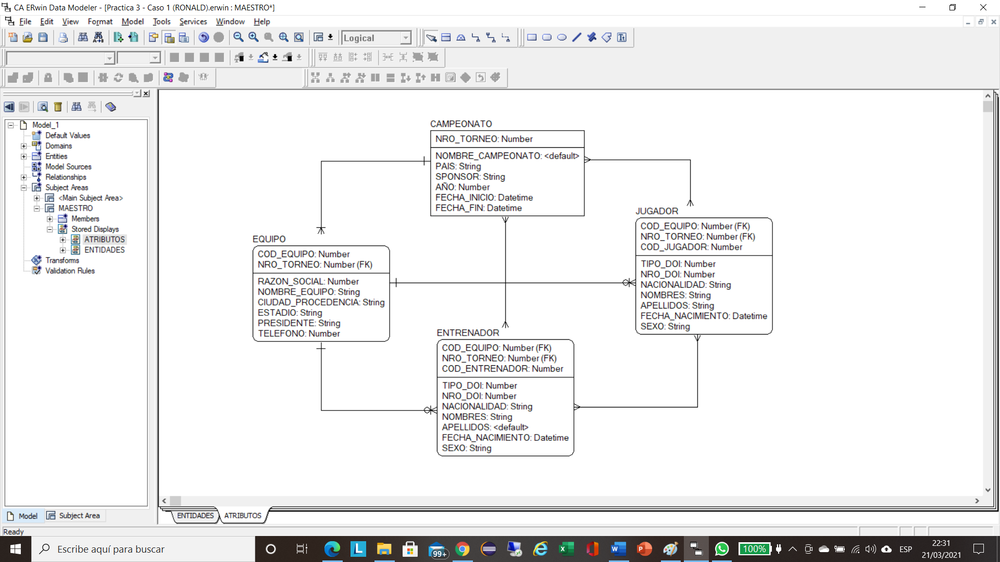 CA ERwin Data Modeler - [Practica 3 - Caso 1 (RONALD).erwin : MAESTRO*]
File Edit View Format Model Tools Services Window Help
Logical
Model_1
Default Values
Domains
Entities
Model Sources
Relationships
Subject Areas
<Main Subject Area>
MAESTRO
Members
Stored Displays
ATRIBUTOS
ENTIDADES
Transforms
Validation Rules
Model
Subject Area
CAMPEONATO
NRO_TORNEO: Number
NOMBRE_CAMPEONATO: <default>
PAIS: String
SPONSOR: String
AÑO: Number
FECHA_INICIO: Datetime
FECHA_FIN: Datetime
JUGADOR
COD_EQUIPO: Number (FK)
NRO_TORNEO: Number (FK)
COD_JUGADOR: Number
TIPO_DOI: Number
NRO_DOI: Number
NACIONALIDAD: String
NOMBRES: String
APELLIDOS: String
FECHA_NACIMIENTO: Datetime
SEXO: String
EQUIPO
COD_EQUIPO: Number
NRO_TORNEO: Number (FK)
RAZON_SOCIAL: Number
NOMBRE_EQUIPO: String
CIUDAD_PROCEDENCIA: String
ESTADIO: String
PRESIDENTE: String
TELEFONO: Number
ENTRENADOR
COD_EQUIPO: Number (FK)
NRO_TORNEO: Number (FK)
COD_ENTRENADOR: Number
TIPO_DOI: Number
NRO_DOI: Number
NACIONALIDAD: String
NOMBRES: String
APELLIDOS: <default>
FECHA_NACIMIENTO: Datetime
SEXO: String
ENTIDADES
ATRIBUTOS
Ready
Escribe aquí para buscar
99+
100%
ESP
22:31
21/03/2021